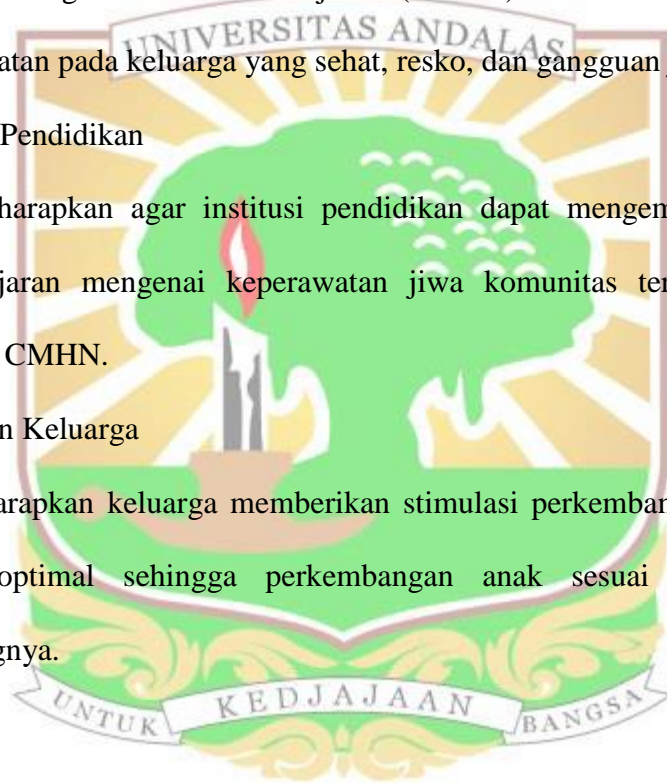 UNIVERSITAS ANDALAS
atan pada keluarga yang sehat, resko, dan gangguan
Pendidikan
harapkan agar institusi pendidikan dapat mengem
jaran mengenai keperawatan jiwa komunitas ter
CMHN.
n Keluarga
arapkan keluarga memberikan stimulasi perkemban
optimal sehingga perkembangan anak sesuai
gnya.
UNTUK KEDJAJAAN BANGSA